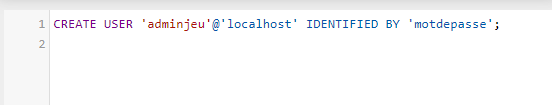 1 CREATE USER 'adminjeu'@'localhost' IDENTIFIED BY 'motdepasse';
2